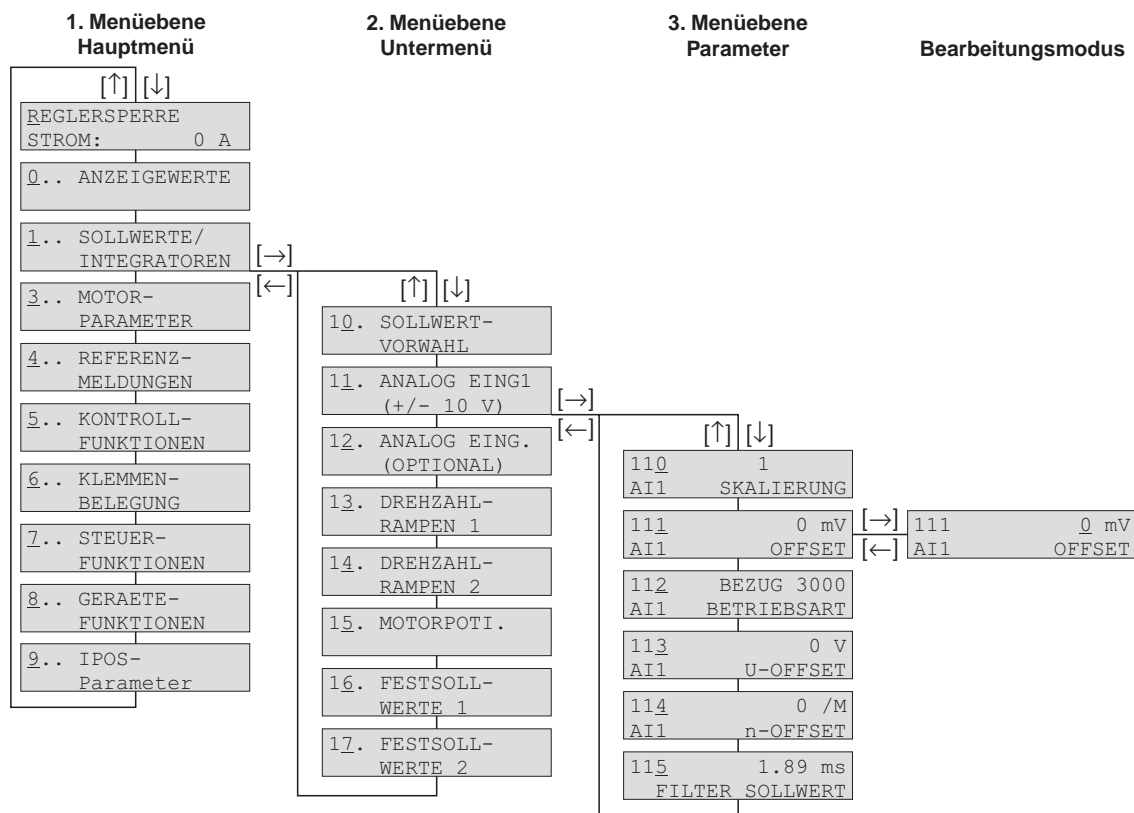 1. Menüebene
Hauptmenü
2. Menüebene
Untermenü
3. Menüebene
Parameter
Bearbeitungsmodus
[↑] [↓]
REGLERSPERRE
STROM: 0 A
0.. ANZEIGEWERTE
1.. SOLLWERTE/
INTEGRATOREN
[→]
[←]
3.. MOTOR-
PARAMETER
4.. REFERENZ-
MELDUNGEN
5.. KONTROLL-
FUNKTIONEN
6.. KLEMMEN-
BELEGUNG
7.. STEUER-
FUNKTIONEN
8.. GERAETE-
FUNKTIONEN
9.. IPOS-
Parameter
[↑] [↓]
10. SOLLWERT-
VORWAHL
11. ANALOG EING1
(+/- 10 V)
[→]
[←]
12. ANALOG EING.
(OPTIONAL)
13. DREHZAHL-
RAMPEN 1
14. DREHZAHL-
RAMPEN 2
15. MOTORPOTI.
16. FESTSOLL-
WERTE 1
17. FESTSOLL-
WERTE 2
[↑] [↓]
110 1
AI1 SKALIERUNG
111 0 mV
AI1 OFFSET
[→]
[←]
112 BEZUG 3000
AI1 BETRIEBSART
113 0 V
AI1 U-OFFSET
114 0 /M
AI1 n-OFFSET
115 1.89 ms
FILTER SOLLWERT
111 0 mV
AI1 OFFSET